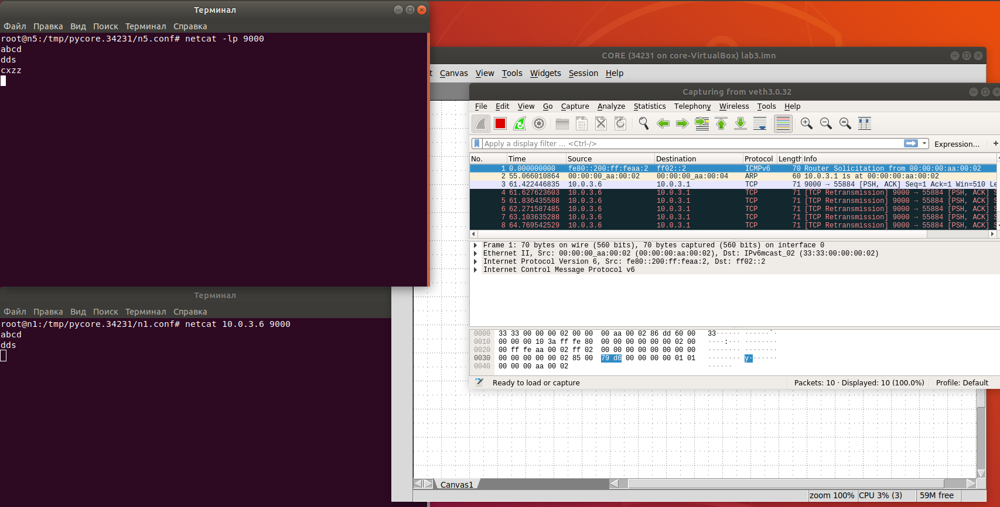 Терминал
Файл Правка Вид Поиск Терминал Справка
root@n5:/tmp/pycore.34231/n5.conf# netcat -lp 9000
abcd
dds
cxzz
Терминал
Файл Правка Вид Поиск Терминал Справка
root@n1:/tmp/pycore.34231/n1.conf# netcat 10.0.3.6 9000
abcd
dds
CORE (34231 on core-VirtualBox) lab3.imn
t Canvas View Tools Widgets Session Help
Capturing from veth3.0.32
File Edit View Go Capture Analyze Statistics Telephony Wireless Tools Help
Apply a display filter ... <Ctrl-/>
Expression... +
No. Time Source Destination Protocol Length Info
1 0.000000000 fe80::200:ff:feaa:2 ff02::2 ICMPv6 70 Router Solicitation from 00:00:00:aa:00:02
2 55.066010864 00:00:00_aa:00:02 00:00:00_aa:00:04 ARP 60 10.0.3.1 is at 00:00:00:aa:00:02
3 61.422446835 10.0.3.6 10.0.3.1 TCP 71 9000 → 55884 [PSH, ACK] Seq=1 Ack=1 Win=510 Le
4 61.627623603 10.0.3.6 10.0.3.1 TCP 71 [TCP Retransmission] 9000 → 55884 [PSH, ACK] S
5 61.836435588 10.0.3.6 10.0.3.1 TCP 71 [TCP Retransmission] 9000 → 55884 [PSH, ACK] S
6 62.271587485 10.0.3.6 10.0.3.1 TCP 71 [TCP Retransmission] 9000 → 55884 [PSH, ACK] S
7 63.103635288 10.0.3.6 10.0.3.1 TCP 71 [TCP Retransmission] 9000 → 55884 [PSH, ACK] S
8 64.769542529 10.0.3.6 10.0.3.1 TCP 71 [TCP Retransmission] 9000 → 55884 [PSH, ACK] S
Frame 1: 70 bytes on wire (560 bits), 70 bytes captured (560 bits) on interface 0
Ethernet II, Src: 00:00:00_aa:00:02 (00:00:00:aa:00:02), Dst: IPv6mcast_02 (33:33:00:00:00:02)
Internet Protocol Version 6, Src: fe80::200:ff:feaa:2, Dst: ff02::2
Internet Control Message Protocol v6
0000 33 33 00 00 00 02 00 00 00 aa 00 02 86 dd 60 00 33······ ······`·
0010 00 00 00 10 3a ff fe 80 00 00 00 00 00 00 02 00 ····:··· ········
0020 00 ff fe aa 00 02 ff 02 00 00 00 00 00 00 00 00 ········ ········
0030 00 00 00 00 00 02 85 00 79 d6 00 00 00 00 01 01 ········ y·······
0040 00 00 00 aa 00 02 ······
Ready to load or capture
Packets: 10 · Displayed: 10 (100.0%)
Profile: Default
Canvas1
zoom 100% CPU 3% (3) 59M free